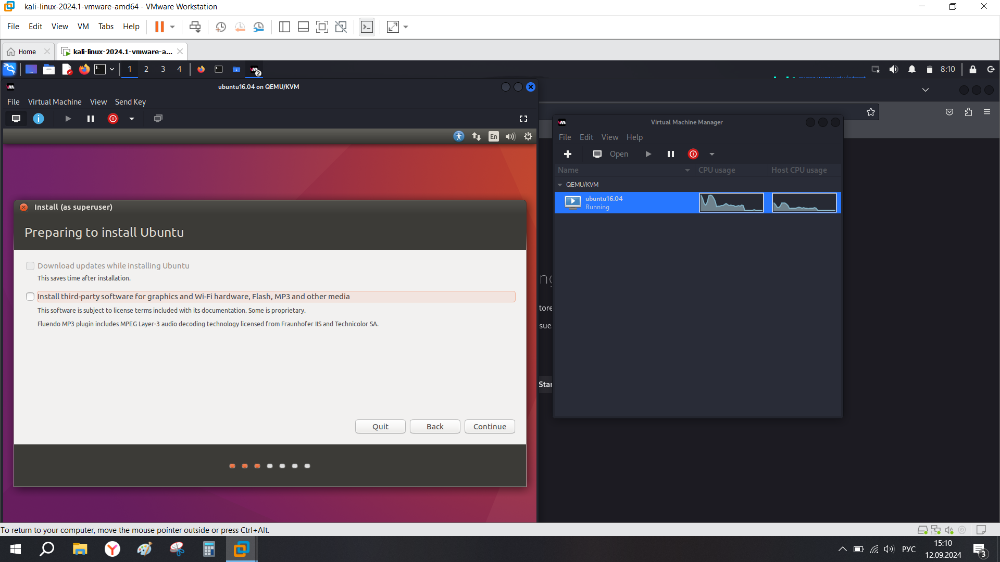 kali-linux-2024.1-vmware-amd64 - VMware Workstation
File Edit View VM Tabs Help
Home
kali-linux-2024.1-vmware-a...
1 2 3 4
2
8:10
ubuntu16.04 on QEMU/KVM
File Virtual Machine View Send Key
En
Install (as superuser)
Preparing to install Ubuntu
Download updates while installing Ubuntu
This saves time after installation.
Install third-party software for graphics and Wi-Fi hardware, Flash, MP3 and other media
This software is subject to license terms included with its documentation. Some is proprietary.
Fluendo MP3 plugin includes MPEG Layer-3 audio decoding technology licensed from Fraunhofer IIS and Technicolor SA.
Quit Back Continue
tore
sue.
Star
Virtual Machine Manager
File Edit View Help
Open
Name CPU usage Host CPU usage
QEMU/KVM
ubuntu16.04
Running
To return to your computer, move the mouse pointer outside or press Ctrl+Alt.
РУС
15:10
12.09.2024
3